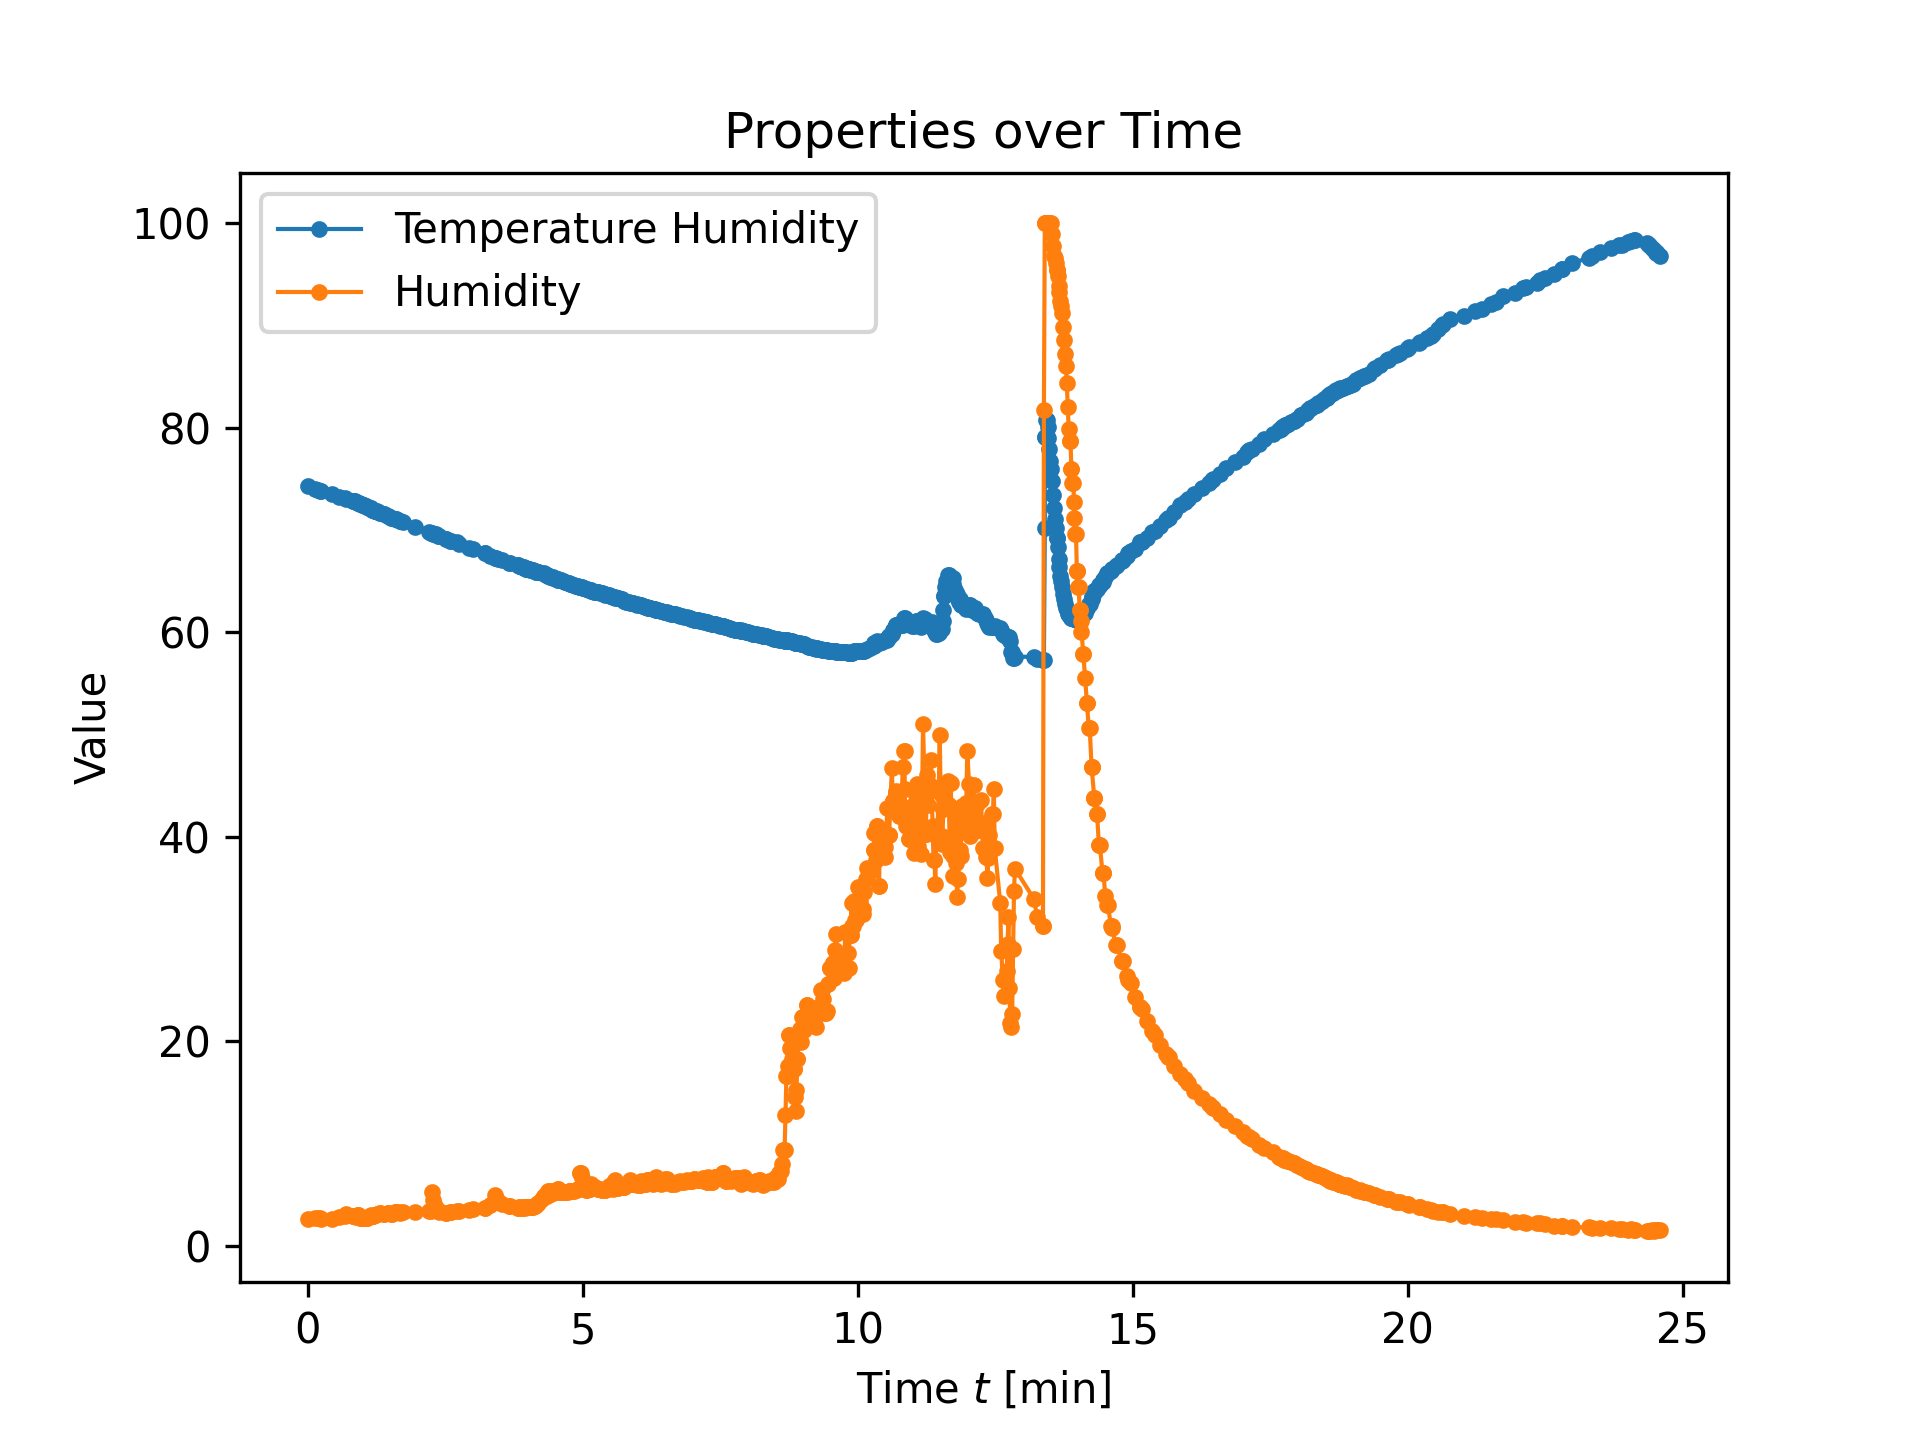 Properties over Time
Temperature Humidity
Humidity
100
80
60
40
20
0
Value
0 5 10 15 20 25
Time t [min]